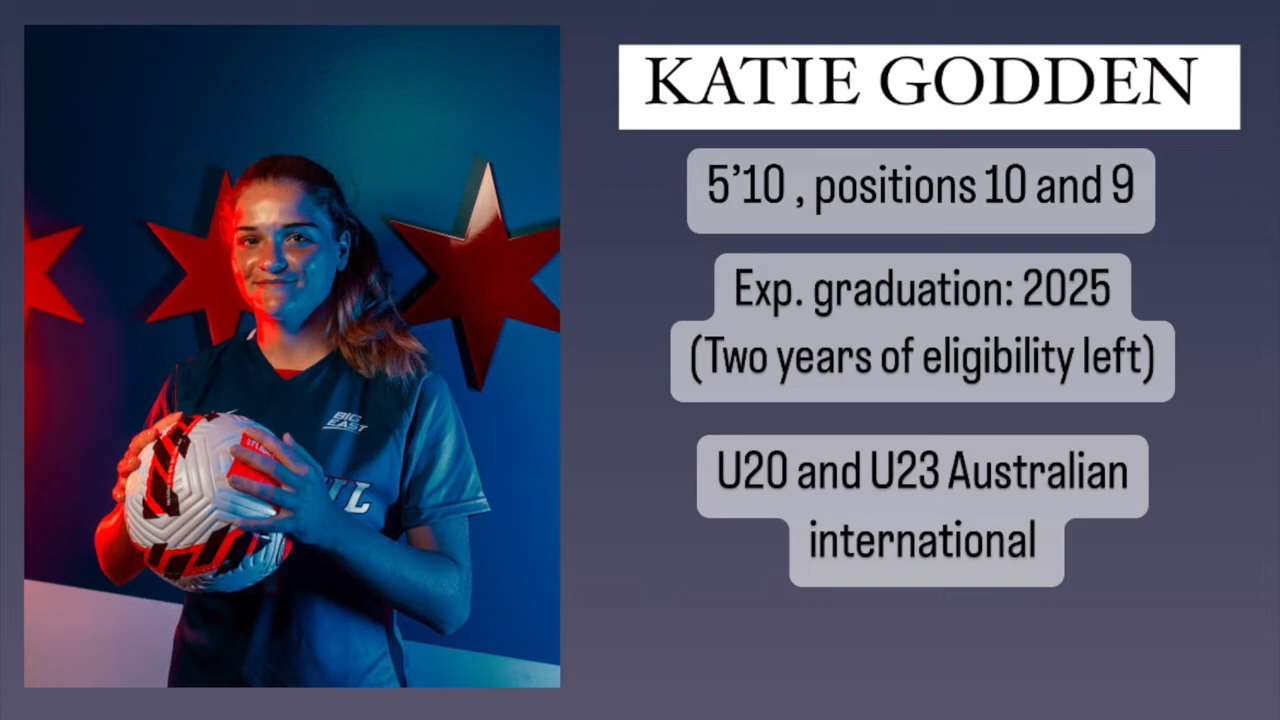 KATIE GODDEN
5’10 , positions 10 and 9
Exp. graduation: 2025
(Two years of eligibility left)
U20 and U23 Australian
international
BIG
EAST